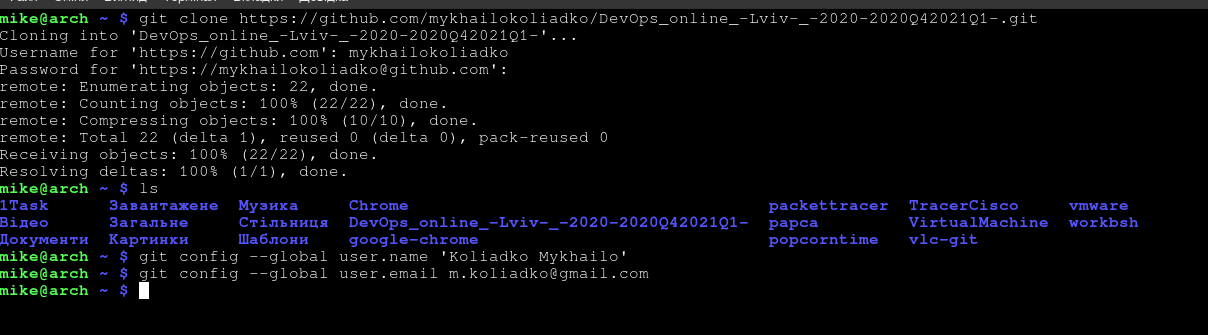 mike@arch ~ $ git clone https://github.com/mykhailokoliadko/DevOps_online_-Lviv-_-2020-2020Q42021Q1-.git
Cloning into 'DevOps_online_-Lviv-_-2020-2020Q42021Q1-'...
Username for 'https://github.com': mykhailokoliadko
Password for 'https://mykhailokoliadko@github.com':
remote: Enumerating objects: 22, done.
remote: Counting objects: 100% (22/22), done.
remote: Compressing objects: 100% (10/10), done.
remote: Total 22 (delta 1), reused 0 (delta 0), pack-reused 0
Receiving objects: 100% (22/22), done.
Resolving deltas: 100% (1/1), done.
mike@arch ~ $ ls
1Task Завантажене Музика Chrome packettracer TracerCisco vmware
Відео Загальне Стільниця DevOps_online_-Lviv-_-2020-2020Q42021Q1- papca VirtualMachine workbsh
Документи Картинки Шаблони google-chrome popcorntime vlc-git
mike@arch ~ $ git config --global user.name 'Koliadko Mykhailo'
mike@arch ~ $ git config --global user.email m.koliadko@gmail.com
mike@arch ~ $